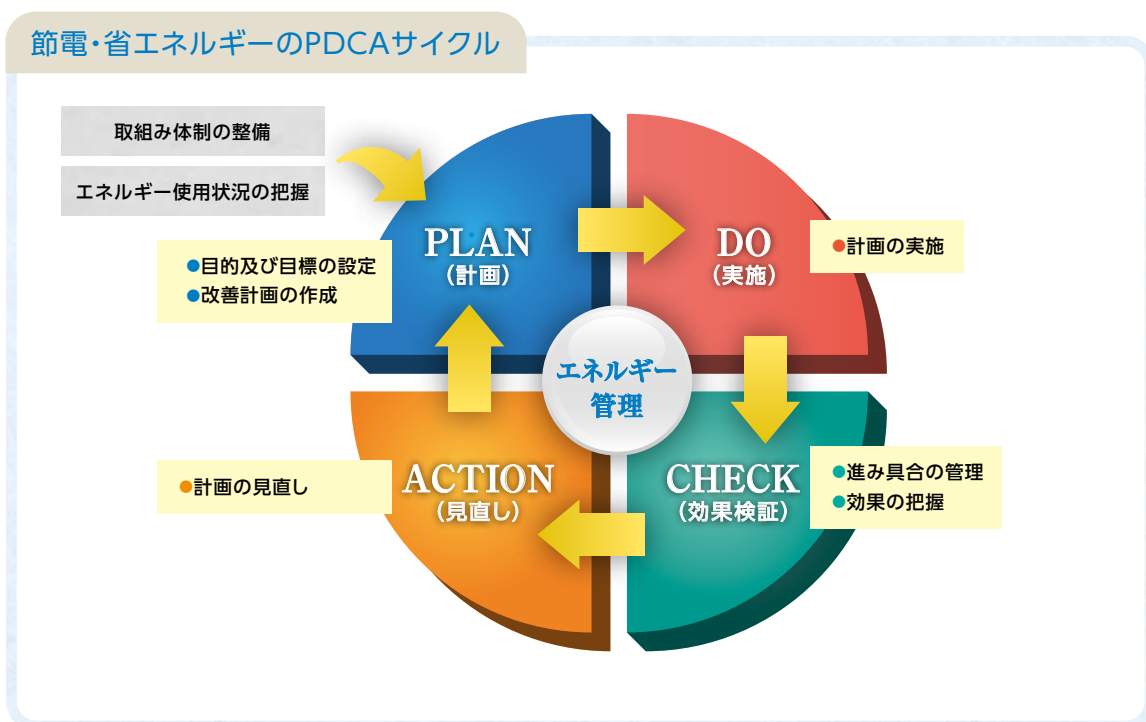 節電・省エネルギーのPDCAサイクル
取組み体制の整備
エネルギー使用状況の把握
PLAN
(計画)
●目的及び目標の設定
●改善計画の作成
DO
(実施)
●計画の実施
エネルギー
管理
ACTION
(見直し)
●計画の見直し
CHECK
(効果検証)
●進み具合の管理
●効果の把握